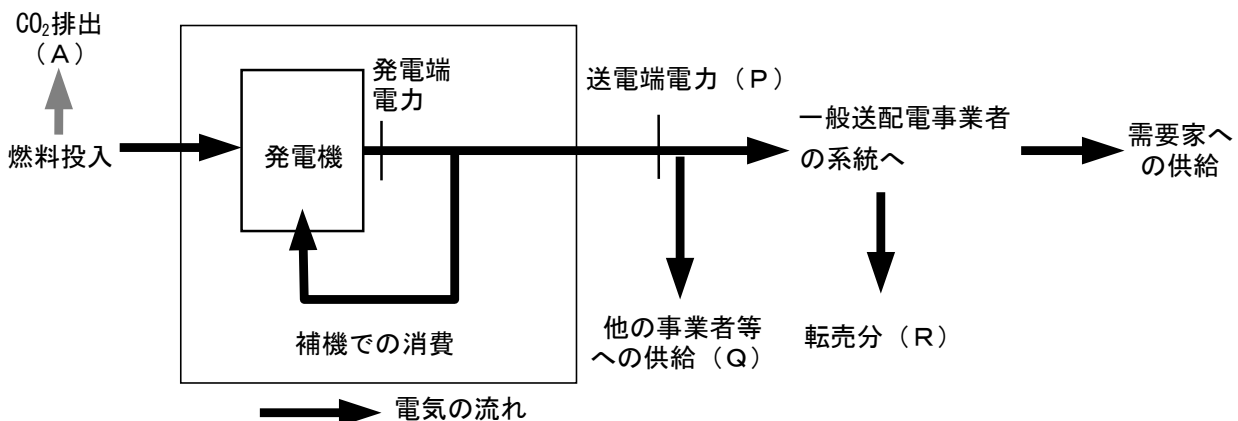 CO₂排出
（A）
燃料投入
発電機
発電端
電力
補機での消費
送電端電力（P）
他の事業者等
への供給（Q）
一般送配電事業者
の系統へ
転売分（R）
需要家へ
の供給
電気の流れ